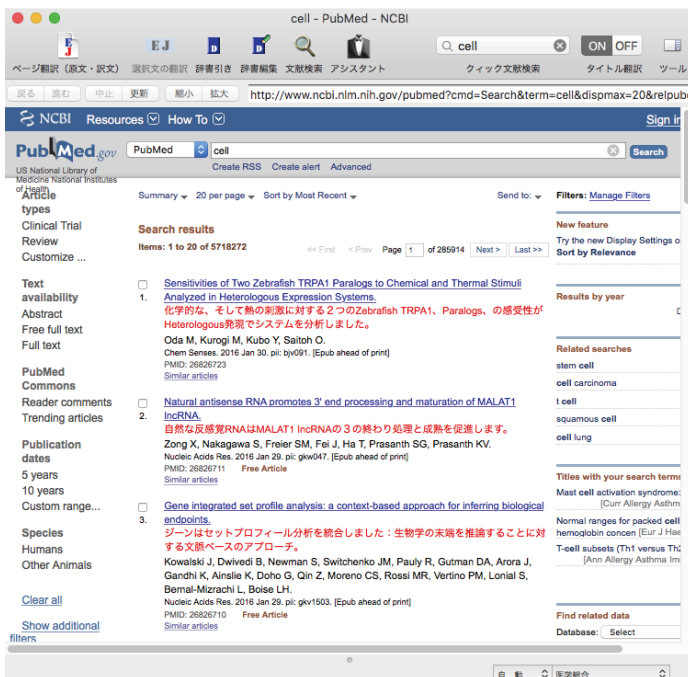 cell - PubMed - NCBI
E J
E J
D
D
cell
ON OFF
ページ翻訳（原文・訳文） 選択文の翻訳 辞書引き 辞書編集 文献検索 アシスタント クィック文献検索 タイトル翻訳 ツール
戻る 進む 中止 更新 縮小 拡大 http://www.ncbi.nlm.nih.gov/pubmed?cmd=Search&term=cell&dispmax=20&relpub
NCBI Resources How To Sign in
PubMed.gov
US National Library of
Medicine National Institutes
of Health
PubMed cell Search
Create RSS Create alert Advanced
Article
types
Clinical Trial
Review
Customize ...
Text
availability
Abstract
Free full text
Full text
PubMed
Commons
Reader comments
Trending articles
Publication
dates
5 years
10 years
Custom range...
Species
Humans
Other Animals
Clear all
Show additional
filters
Summary 20 per page Sort by Most Recent Send to:
Search results
Items: 1 to 20 of 5718272
<< First < Prev Page 1 of 285914 Next > Last >>
1. Sensitivities of Two Zebrafish TRPA1 Paralogs to Chemical and Thermal Stimuli
Analyzed in Heterologous Expression Systems.
化学的な、そして熱の刺激に対する２つのZebrafish TRPA1、Paralogs、の感受性が
Heterologous発現でシステムを分析しました。
Oda M, Kurogi M, Kubo Y, Saitoh O.
Chem Senses. 2016 Jan 30. pii: bjv091. [Epub ahead of print]
PMID: 26826723
Similar articles
2. Natural antisense RNA promotes 3' end processing and maturation of MALAT1
lncRNA.
自然な反感覚RNAはMALAT1 lncRNAの３の終わり処理と成熟を促進します。
Zong X, Nakagawa S, Freier SM, Fei J, Ha T, Prasanth SG, Prasanth KV.
Nucleic Acids Res. 2016 Jan 29. pii: gkw047. [Epub ahead of print]
PMID: 26826711 Free Article
Similar articles
3. Gene integrated set profile analysis: a context-based approach for inferring biological
endpoints.
ジーンはセットプロフィール分析を統合しました：生物学の末端を推論することに対
する文脈ベースのアプローチ。
Kowalski J, Dwivedi B, Newman S, Switchenko JM, Pauly R, Gutman DA, Arora J,
Gandhi K, Ainslie K, Doho G, Qin Z, Moreno CS, Rossi MR, Vertino PM, Lonial S,
Bernal-Mizrachi L, Boise LH.
Nucleic Acids Res. 2016 Jan 29. pii: gkv1503. [Epub ahead of print]
PMID: 26826710 Free Article
Similar articles
Filters: Manage Filters
New feature
Try the new Display Settings o
Sort by Relevance
Results by year
Related searches
stem cell
cell carcinoma
t cell
squamous cell
cell lung
Titles with your search terms
Mast cell activation syndrome:
[Curr Allergy Asthm
Normal ranges for packed cell
hemoglobin concen [Eur J Hae
T-cell subsets (Th1 versus Th2
[Ann Allergy Asthma Im
Find related data
Database: Select
自 動 医学総合